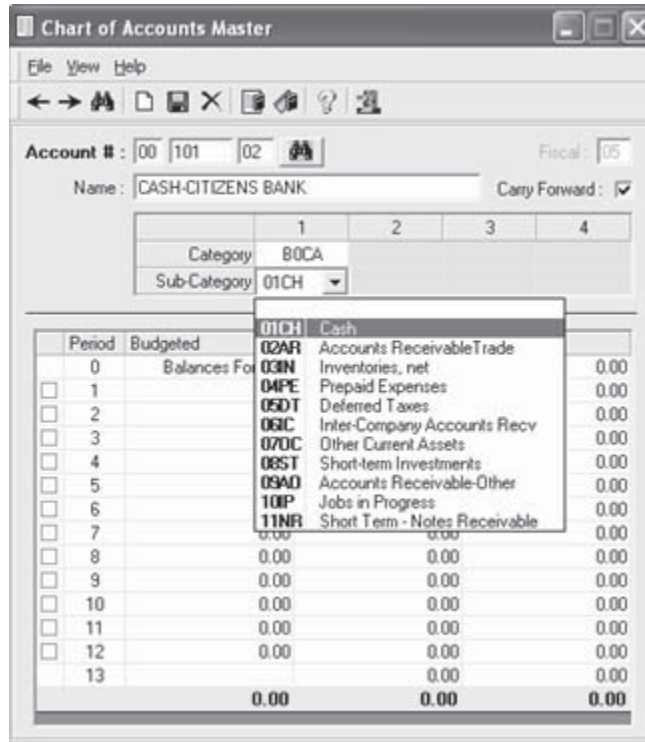 Chart of Accounts Master
File View Help
Account # : 00 101 02 Fiscal : 05
Name : CASH-CITIZENS BANK Carry Forward :
1 2 3 4
Category B0CA
Sub-Category 01CH
01CH Cash
02AR Accounts ReceivableTrade
03IN Inventories, net
04PE Prepaid Expenses
05DT Deferred Taxes
06IC Inter-Company Accounts Recv
07OC Other Current Assets
08ST Short-term Investments
09AO Accounts Receivable-Other
10IP Jobs in Progress
11NR Short Term - Notes Receivable
Period Budgeted
0 Balances For 0.00
1 0.00
2 0.00
3 0.00
4 0.00
5 0.00
6 0.00
7 0.00 0.00 0.00
8 0.00 0.00 0.00
9 0.00 0.00 0.00
10 0.00 0.00 0.00
11 0.00 0.00 0.00
12 0.00 0.00 0.00
13 0.00 0.00
0.00 0.00 0.00